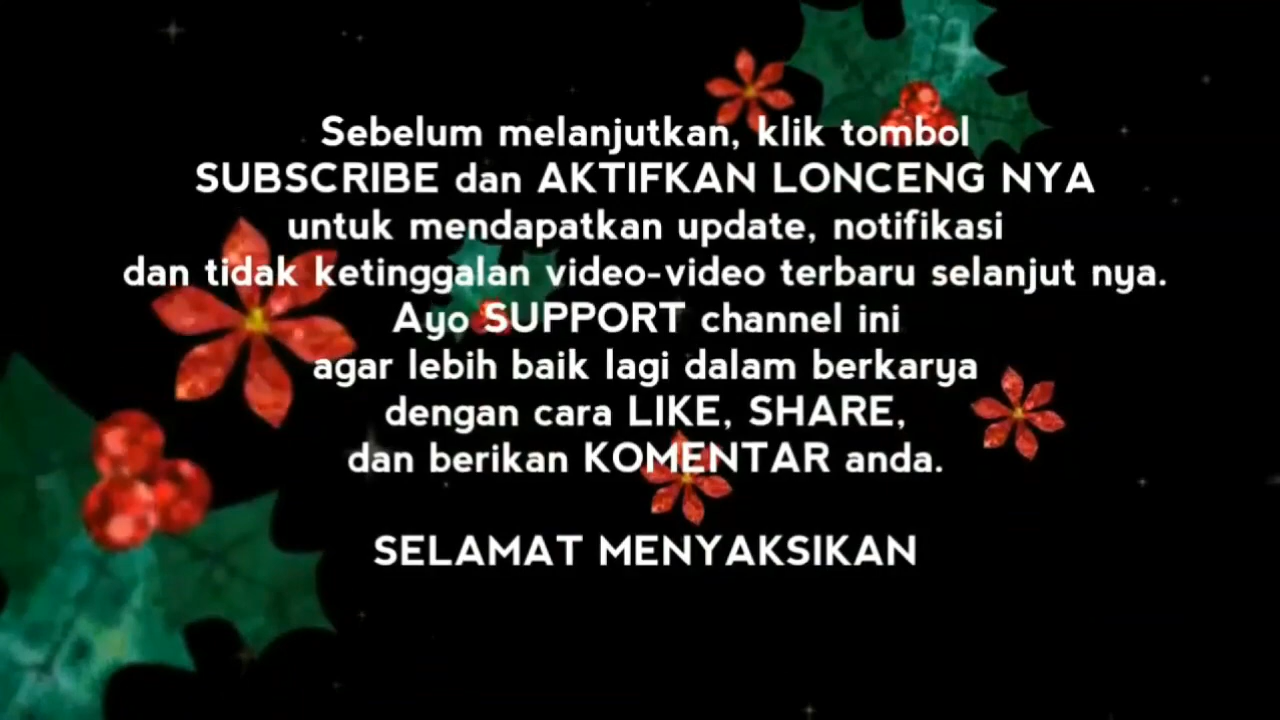 Sebelum melanjutkan, klik tombol
SUBSCRIBE dan AKTIFKAN LONCENG NYA
untuk mendapatkan update, notifikasi
dan tidak ketinggalan video-video terbaru selanjut nya.
Ayo SUPPORT channel ini
agar lebih baik lagi dalam berkarya
dengan cara LIKE, SHARE,
dan berikan KOMENTAR anda.
SELAMAT MENYAKSIKAN